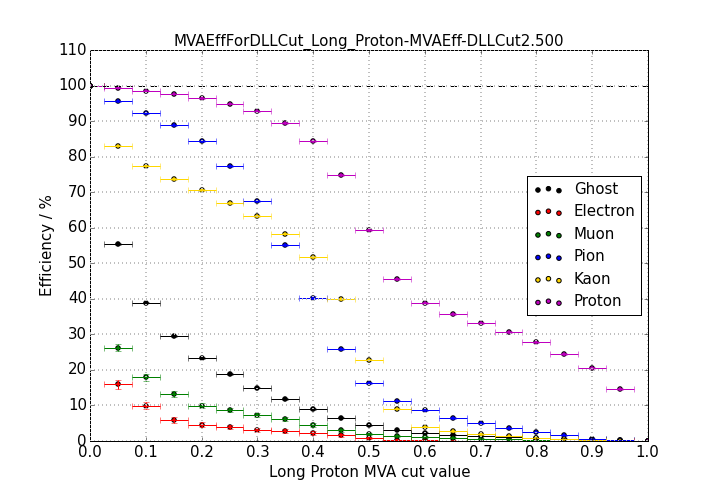 MVAEffForDLLCut_Long_Proton-MVAEff-DLLCut2.500
110
100
90
80
70
60
50
40
30
20
10
0
Efficiency / %
Ghost
Electron
Muon
Pion
Kaon
Proton
0.0 0.1 0.2 0.3 0.4 0.5 0.6 0.7 0.8 0.9 1.0
Long Proton MVA cut value